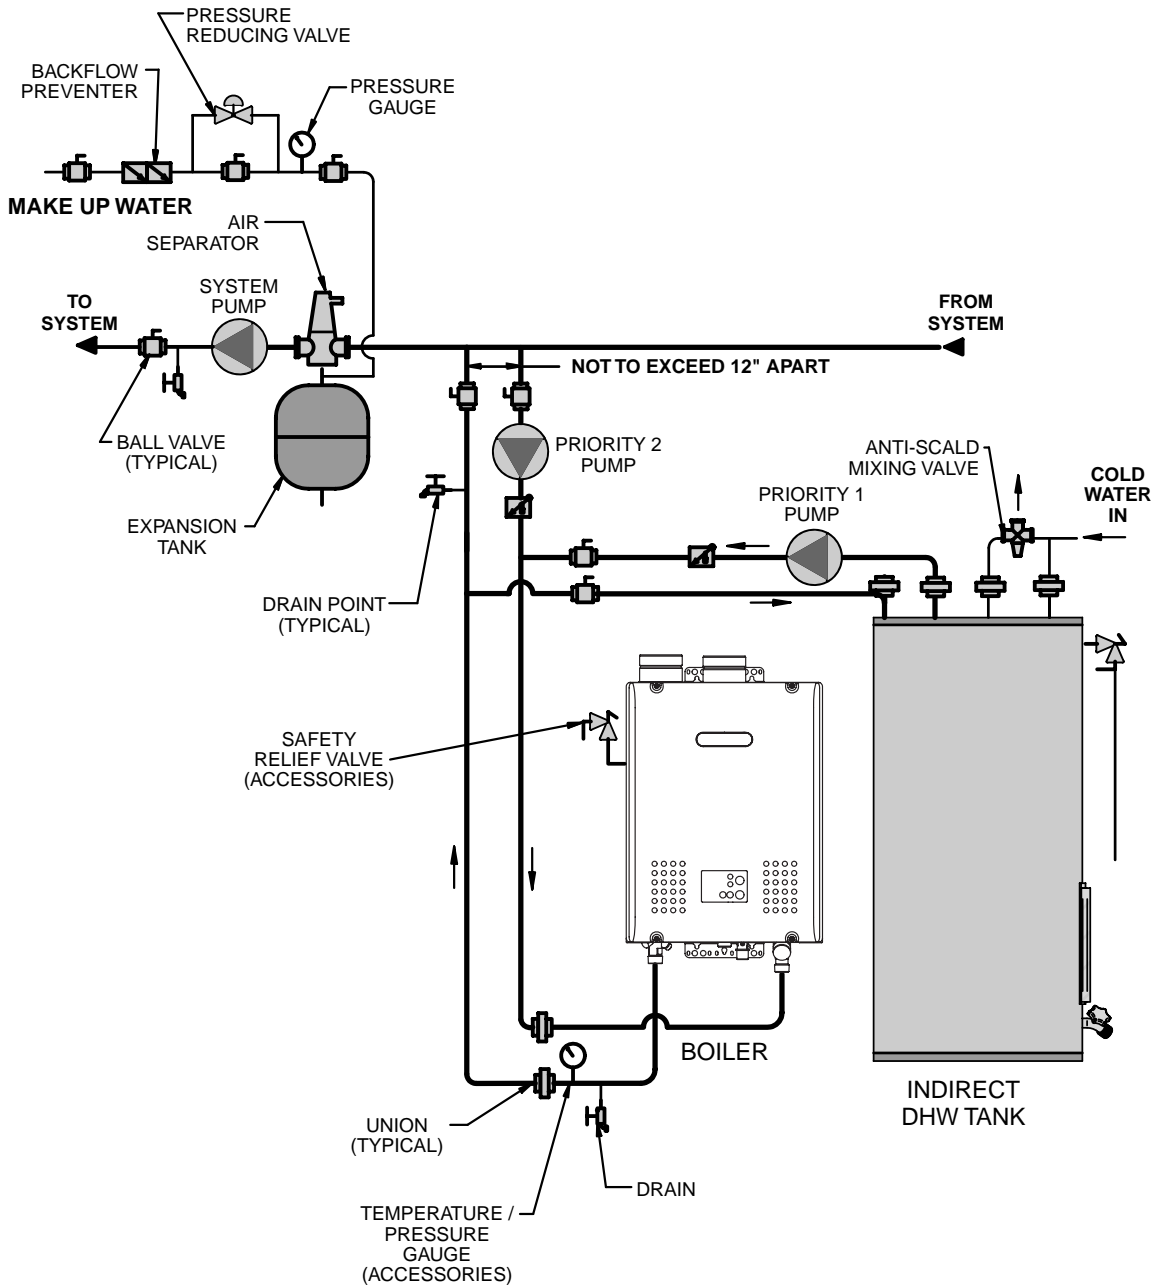 PRESSURE
REDUCING VALVE
BACKFLOW
PREVENTER
PRESSURE
GAUGE
MAKE UP WATER
AIR
SEPARATOR
SYSTEM
PUMP
TO
SYSTEM
FROM
SYSTEM
NOT TO EXCEED 12" APART
BALL VALVE
(TYPICAL)
PRIORITY 2
PUMP
ANTI-SCALD
MIXING VALVE
COLD
WATER
IN
PRIORITY 1
PUMP
EXPANSION
TANK
DRAIN POINT
(TYPICAL)
SAFETY
RELIEF VALVE
(ACCESSORIES)
BOILER
INDIRECT
DHW TANK
UNION
(TYPICAL)
DRAIN
TEMPERATURE /
PRESSURE
GAUGE
(ACCESSORIES)